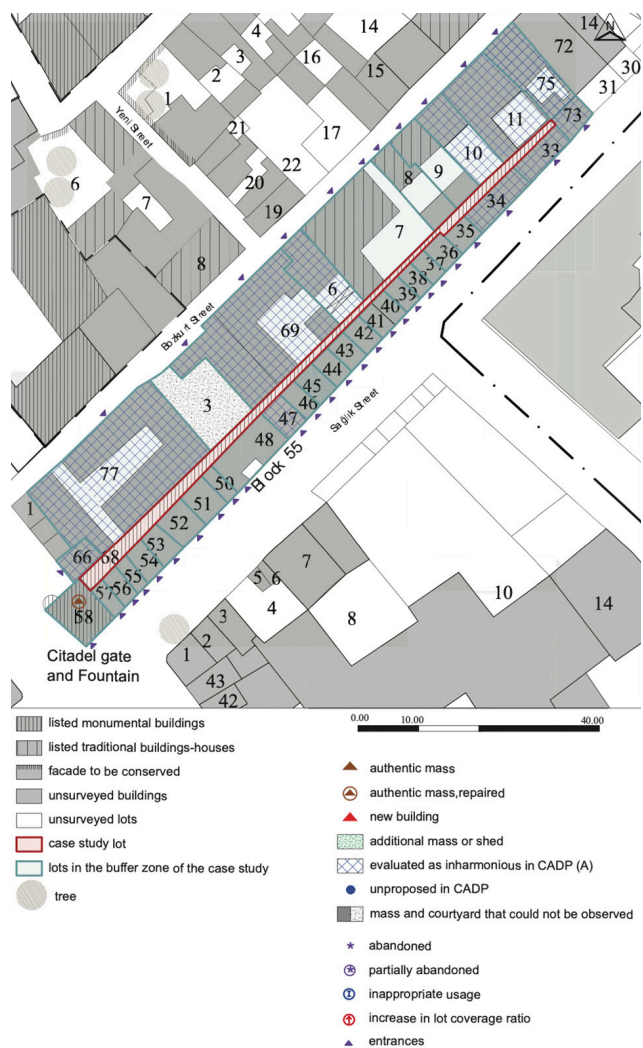 14
N
72
14
4
3
16
15
30
31
75
2
1
73
11
Yeni Street
21
17
33
10
22
9
8
6
20
34
7
19
35
7
36
37
8
38
6
39
40
41
Bozkurt Street
69
42
43
44
45
3
46
Sağlık Street
47
48
Block 55
77
50
51
1
52
7
53
5 6
10
66
68
54
14
55
4
8
56
57
3
58
2
1
Citadel gate
and Fountain
43
42
0.00 10.00 40.00
listed monumental buildings
listed traditional buildings-houses
facade to be conserved
unsurveyed buildings
unsurveyed lots
case study lot
lots in the buffer zone of the case study
tree
authentic mass
authentic mass,repaired
new building
additional mass or shed
evaluated as inharmonious in CADP (A)
unproposed in CADP
mass and courtyard that could not be observed
abandoned
partially abandoned
inappropriate usage
increase in lot coverage ratio
entrances